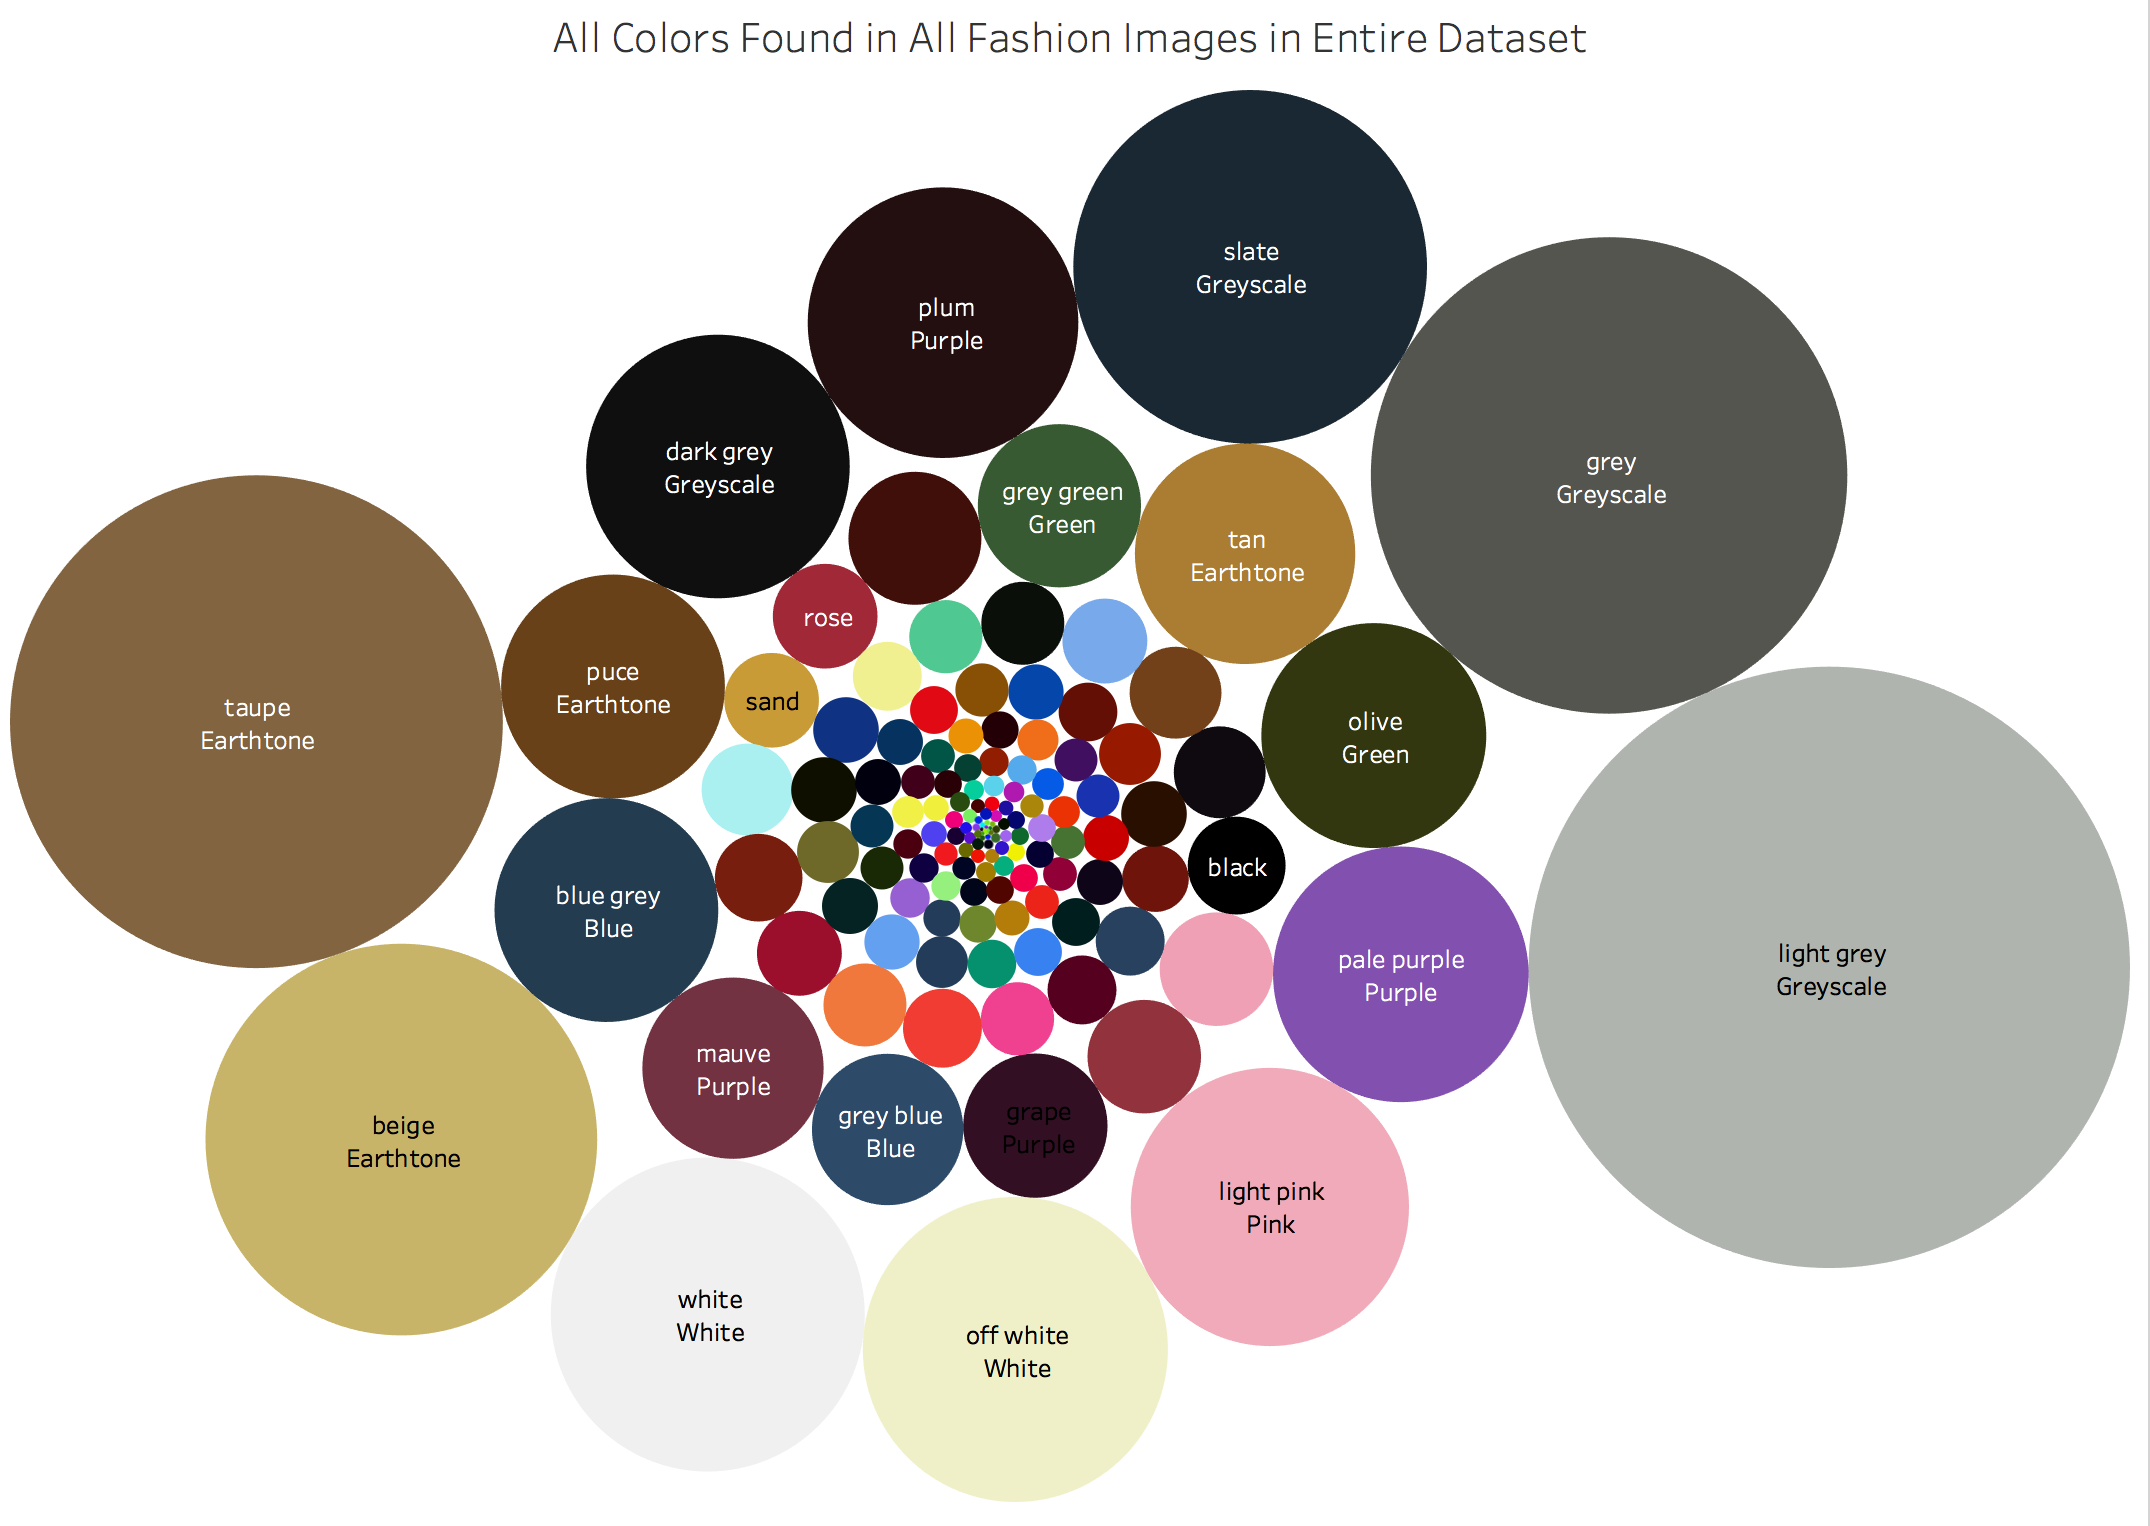 All Colors Found in All Fashion Images in Entire Dataset
slate
Greyscale
plum
Purple
dark grey
Greyscale
grey
Greyscale
grey green
Green
tan
Earthtone
rose
puce
Earthtone
sand
taupe
Earthtone
olive
Green
black
blue grey
Blue
pale purple
Purple
light grey
Greyscale
mauve
Purple
grey blue
Blue
grape
Purple
beige
Earthtone
light pink
Pink
white
White
off white
White